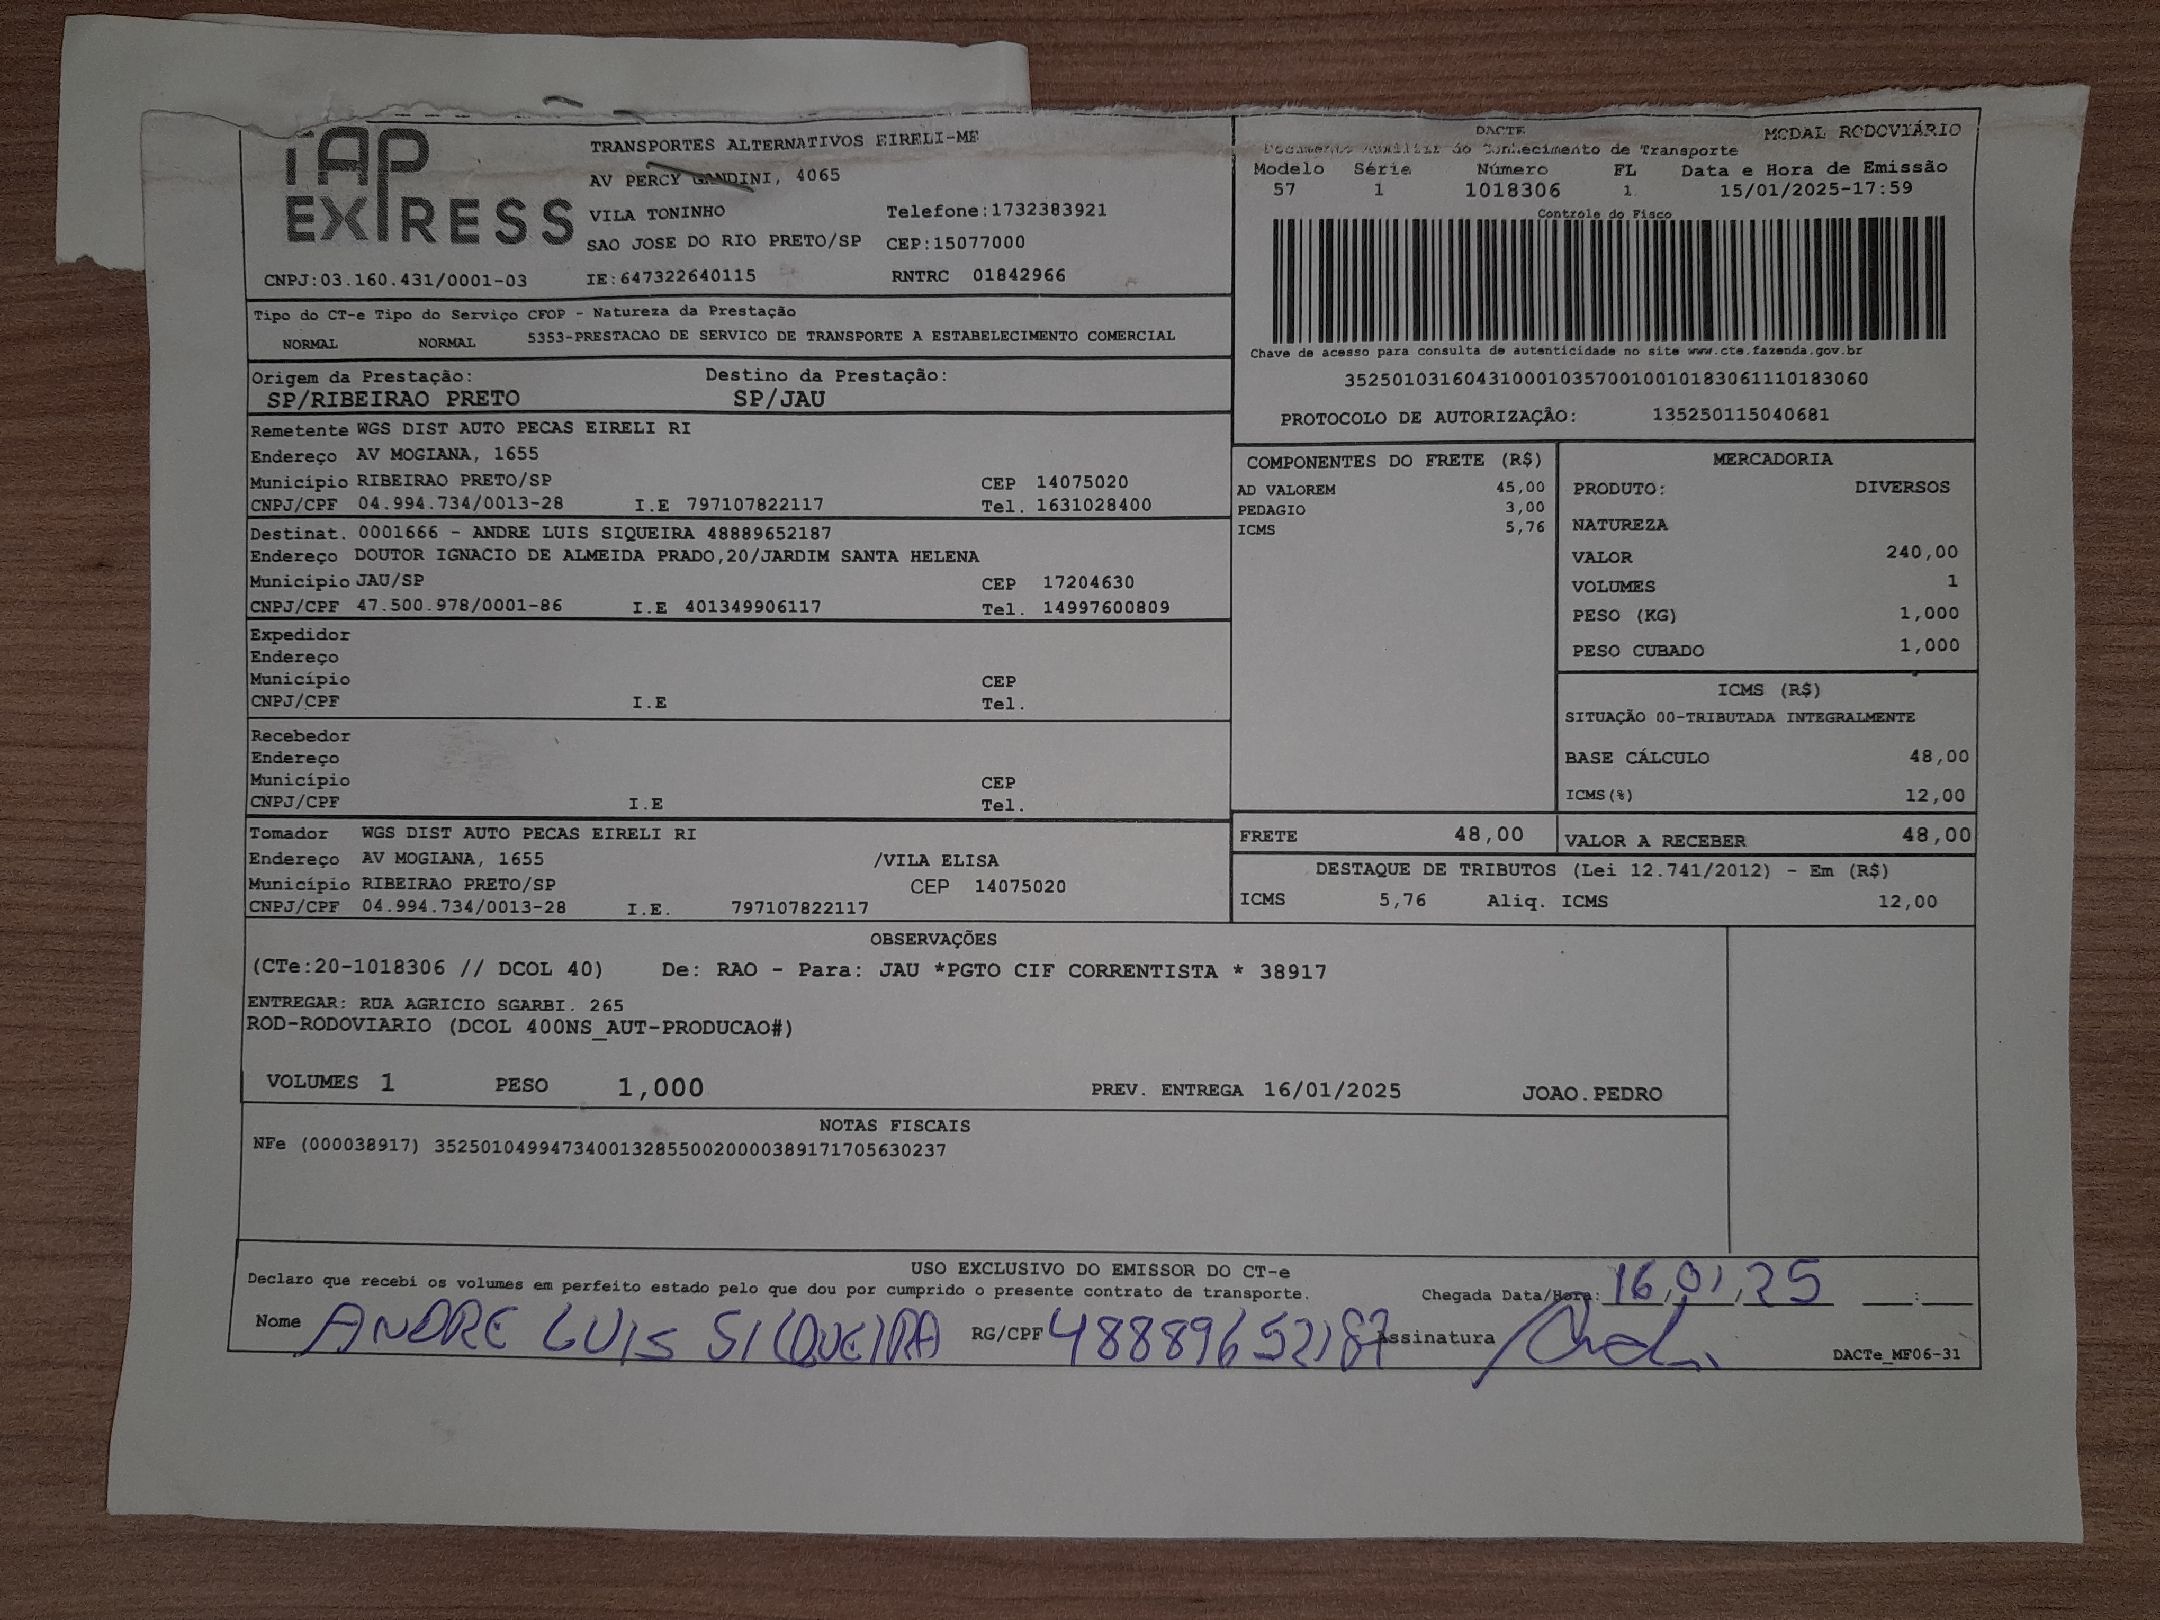 TAP
EXPRESS
TRANSPORTES ALTERNATIVOS EIRELI-ME
AV PERCY GANDINI, 4065
VILA TONINHO Telefone:1732383921
SAO JOSE DO RIO PRETO/SP CEP:15077000
CNPJ:03.160.431/0001-03 IE:647322640115 RNTRC 01842966
DACTE MODAL RODOVIÁRIO
Documento Auxiliar do Conhecimento de Transporte
Modelo Série Número FL Data e Hora de Emissão
57 1 1018306 1 15/01/2025-17:59
Controle do Fisco
Chave de acesso para consulta de autenticidade no site www.cte.fazenda.gov.br
35250103160431000103570010010183061110183060
PROTOCOLO DE AUTORIZAÇÃO: 135250115040681
Tipo do CT-e Tipo do Serviço CFOP - Natureza da Prestação
NORMAL NORMAL 5353-PRESTACAO DE SERVICO DE TRANSPORTE A ESTABELECIMENTO COMERCIAL
Origem da Prestação: Destino da Prestação:
SP/RIBEIRAO PRETO SP/JAU
Remetente WGS DIST AUTO PECAS EIRELI RI
Endereço AV MOGIANA, 1655
Município RIBEIRAO PRETO/SP CEP 14075020
CNPJ/CPF 04.994.734/0013-28 I.E 797107822117 Tel. 1631028400
Destinat. 0001666 - ANDRE LUIS SIQUEIRA 48889652187
Endereço DOUTOR IGNACIO DE ALMEIDA PRADO,20/JARDIM SANTA HELENA
Município JAU/SP CEP 17204630
CNPJ/CPF 47.500.978/0001-86 I.E 401349906117 Tel. 14997600809
Expedidor
Endereço
Município CEP
CNPJ/CPF I.E Tel.
Recebedor
Endereço
Município CEP
CNPJ/CPF I.E Tel.
Tomador WGS DIST AUTO PECAS EIRELI RI
Endereço AV MOGIANA, 1655 /VILA ELISA
Município RIBEIRAO PRETO/SP CEP 14075020
CNPJ/CPF 04.994.734/0013-28 I.E. 797107822117
COMPONENTES DO FRETE (R$)
AD VALOREM 45,00
PEDAGIO 3,00
ICMS 5,76
MERCADORIA
PRODUTO: DIVERSOS
NATUREZA
VALOR 240,00
VOLUMES 1
PESO (KG) 1,000
PESO CUBADO 1,000
ICMS (R$)
SITUAÇÃO 00-TRIBUTADA INTEGRALMENTE
BASE CÁLCULO 48,00
ICMS(%) 12,00
FRETE 48,00 VALOR A RECEBER 48,00
DESTAQUE DE TRIBUTOS (Lei 12.741/2012) - Em (R$)
ICMS 5,76 Aliq. ICMS 12,00
OBSERVAÇÕES
(CTe:20-1018306 // DCOL 40) De: RAO - Para: JAU *PGTO CIF CORRENTISTA * 38917
ENTREGAR: RUA AGRICIO SGARBI. 265
ROD-RODOVIARIO (DCOL 400NS_AUT-PRODUCAO#)
VOLUMES 1 PESO 1,000 PREV. ENTREGA 16/01/2025 JOAO.PEDRO
NOTAS FISCAIS
NFe (000038917) 35250104994734001328550020000389171705630237
USO EXCLUSIVO DO EMISSOR DO CT-e
Declaro que recebi os volumes em perfeito estado pelo que dou por cumprido o presente contrato de transporte. Chegada Data/Hora: 16,01,25 __:__
Nome ANDRE LUIS SIQUEIRA RG/CPF 48889652187 Assinatura
DACTe_MF06-31